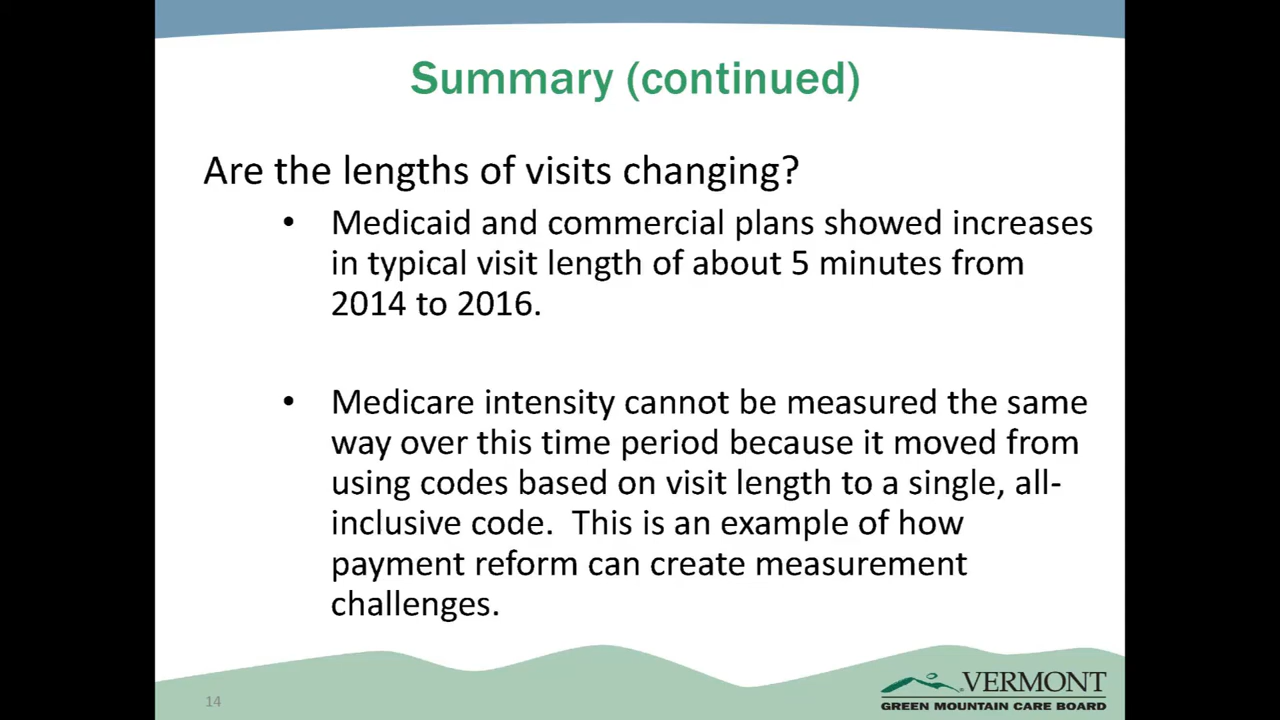 Summary (continued)
Are the lengths of visits changing?
• Medicaid and commercial plans showed increases
in typical visit length of about 5 minutes from
2014 to 2016.
• Medicare intensity cannot be measured the same
way over this time period because it moved from
using codes based on visit length to a single, all-
inclusive code.  This is an example of how
payment reform can create measurement
challenges.
14
VERMONT
GREEN MOUNTAIN CARE BOARD